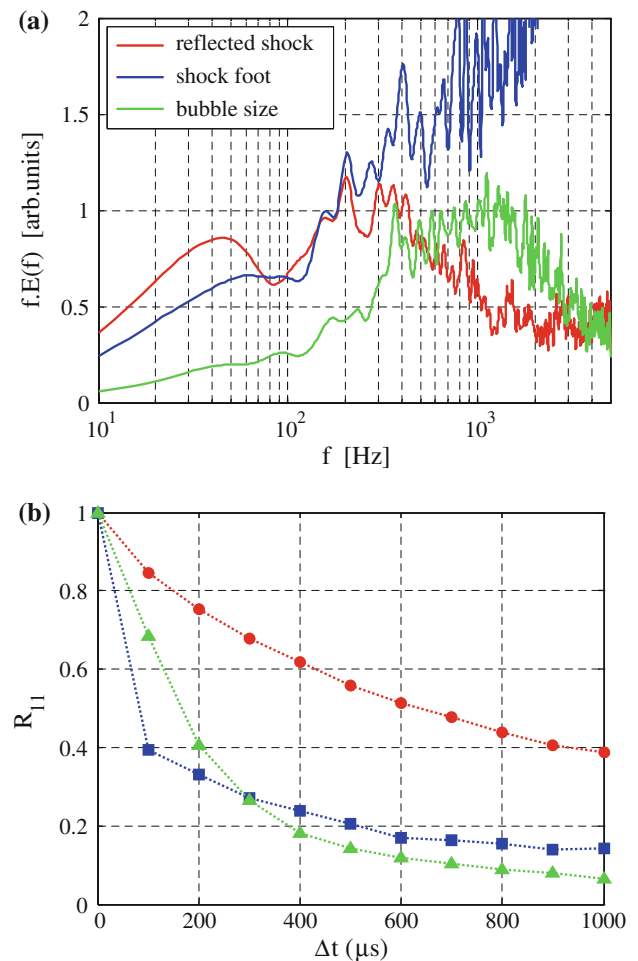 (a)
reflected shock
shock foot
bubble size
f.E(f) [arb.units]
2
1.5
1
0.5
0
10^1
10^2
10^3
f [Hz]
(b)
R_11
1
0.8
0.6
0.4
0.2
0
0
200
400
600
800
1000
Δt (μs)